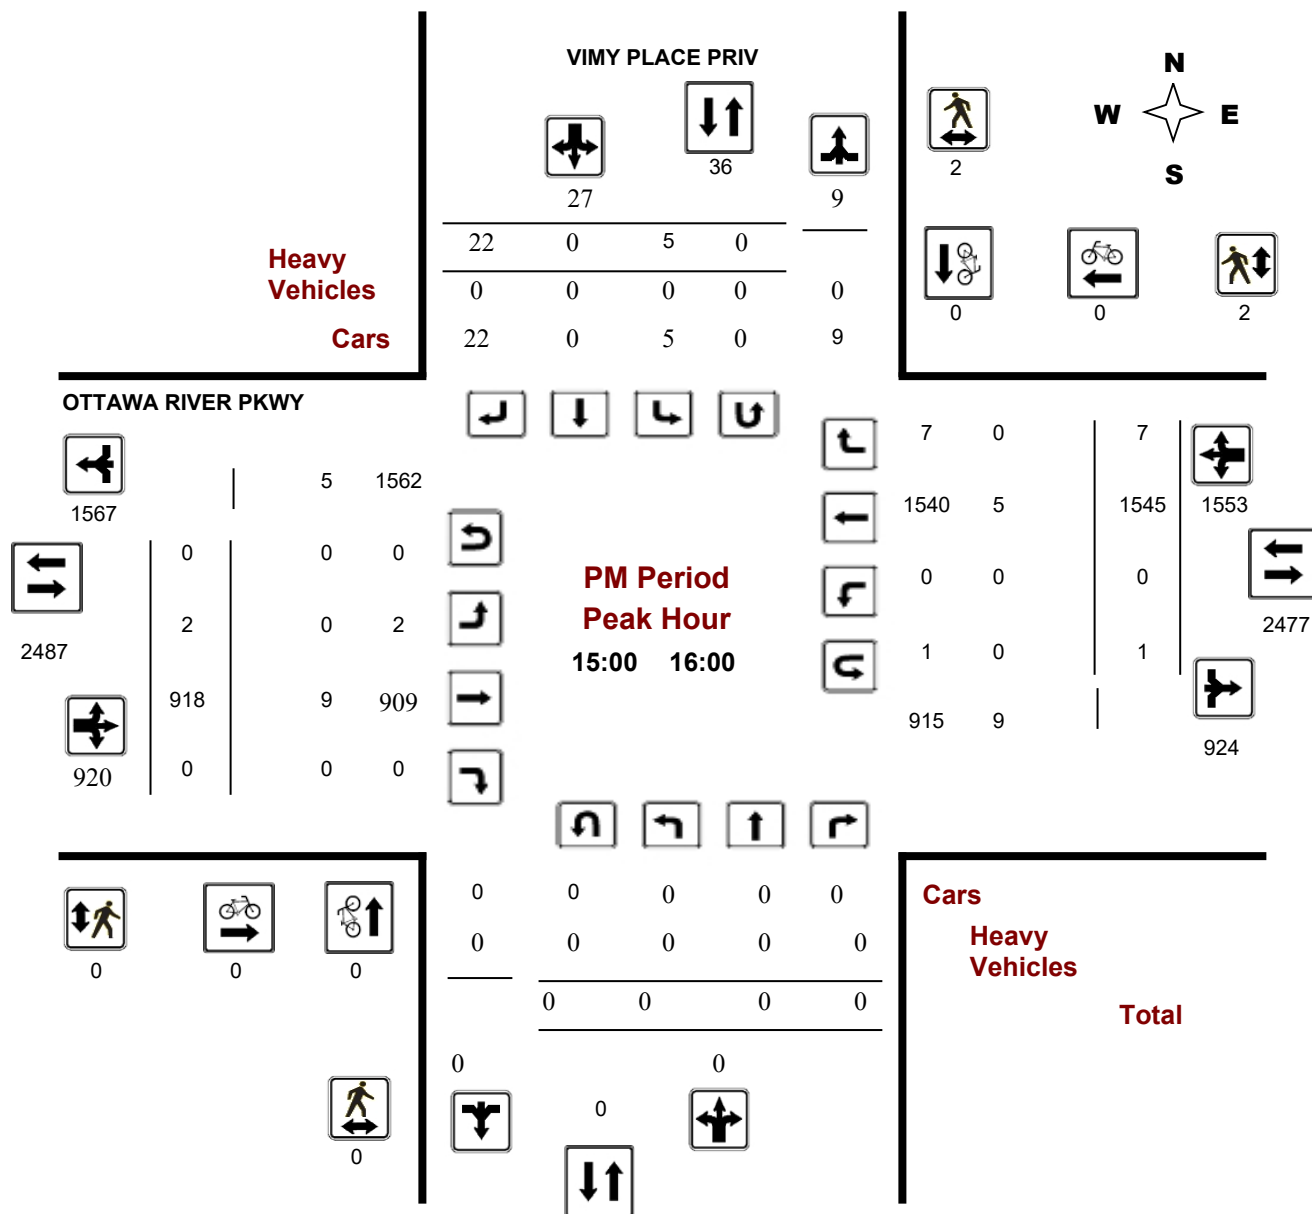 VIMY PLACE PRIV
N
W E
S
36
2
27 9
22 0 5 0
Heavy
Vehicles
0 0 0 0 0
0 0 2
Cars
22 0 5 0 9
OTTAWA RIVER PKWY
7 0 7
5 1562
1567
1540 5 1545 1553
0 0 0
PM Period
0 0 0
Peak Hour
2 0 2
2477
2487
15:00 16:00
1 0 1
918 9 909
915 9
924
920
0 0 0
0 0 0 0 0
Cars
0 0 0 0 0
Heavy
Vehicles
0 0 0
0 0 0 0
Total
0 0
0
0